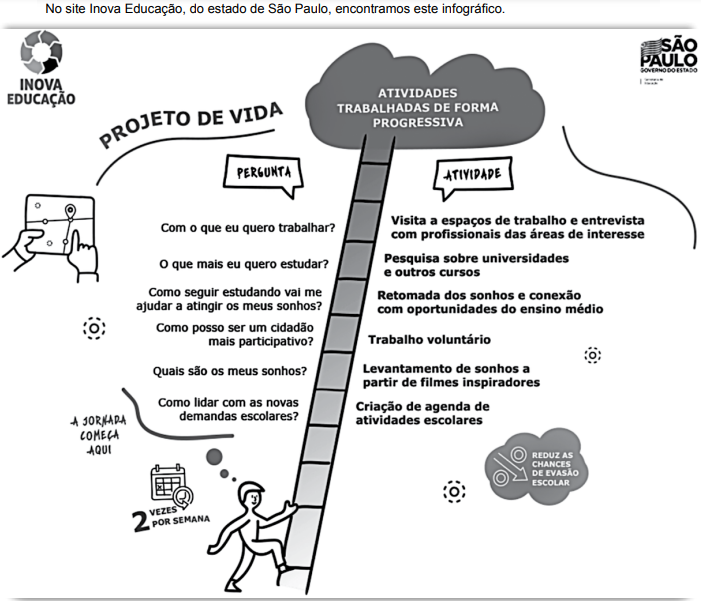 No site Inova Educação, do estado de São Paulo, encontramos este infográfico.
INOVA
EDUCAÇÃO
SÃO
PAULO
GOVERNO DO ESTADO
PROJETO DE VIDA
ATIVIDADES
TRABALHADAS DE FORMA
PROGRESSIVA
PERGUNTA
ATIVIDADE
Com o que eu quero trabalhar?
Visita a espaços de trabalho e entrevista
com profissionais das áreas de interesse
O que mais eu quero estudar?
Pesquisa sobre universidades
e outros cursos
Como seguir estudando vai me
ajudar a atingir os meus sonhos?
Retomada dos sonhos e conexão
com oportunidades do ensino médio
Como posso ser um cidadão
mais participativo?
Trabalho voluntário
Quais são os meus sonhos?
Levantamento de sonhos a
partir de filmes inspiradores
Como lidar com as novas
demandas escolares?
Criação de agenda de
atividades escolares
A JORNADA
COMEÇA
AQUI
2 VEZES
POR SEMANA
REDUZ AS
CHANCES
DE EVASÃO
ESCOLAR